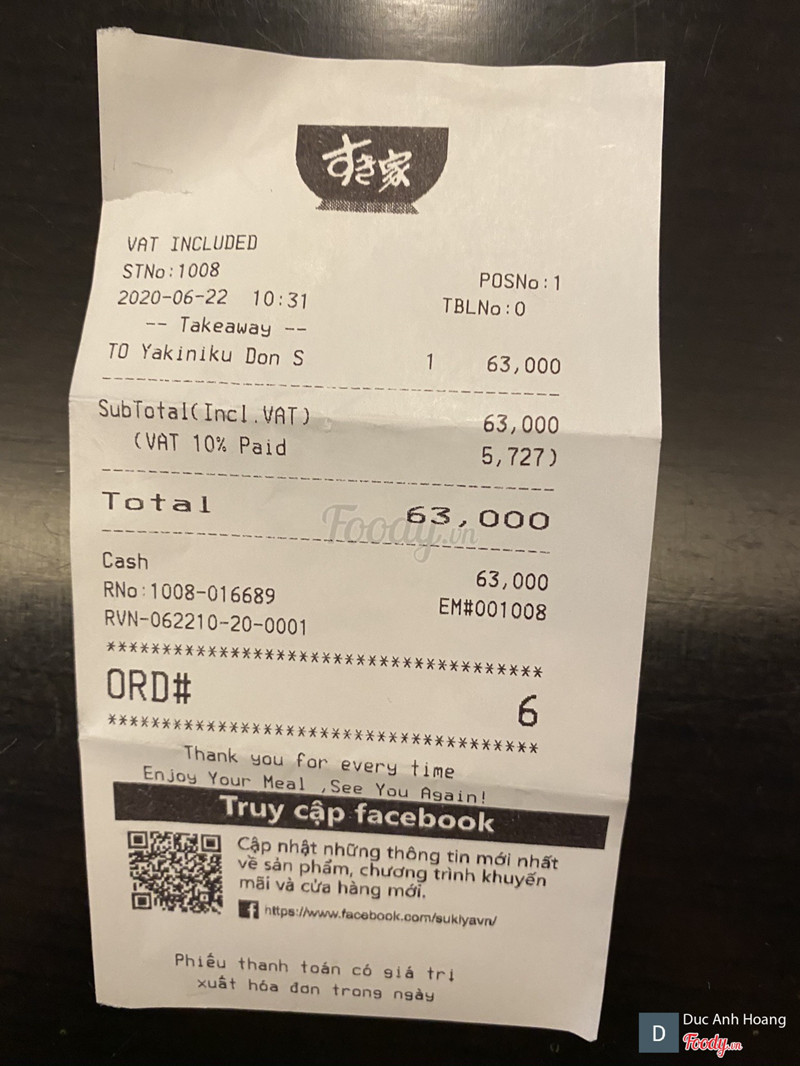 すき家
VAT INCLUDED
STNo:1008 POSNo:1
2020-06-22 10:31 TBLNo:0
-- Takeaway --
TO Yakiniku Don S 1 63,000
SubTotal(Incl.VAT) 63,000
(VAT 10% Paid 5,727)
Total 63,000
Foody.vn
Cash 63,000
RNo:1008-016689 EM#001008
RVN-062210-20-0001
****************************************
ORD# 6
****************************************
Thank you for every time
Enjoy Your Meal ,See You Again!
Truy cập facebook
Cập nhật những thông tin mới nhất
về sản phẩm, chương trình khuyến
mãi và cửa hàng mới.
f https://www.facebook.com/sukiyavn/
Phiếu thanh toán có giá trị
xuất hóa đơn trong ngày
D Duc Anh Hoang
Foody.vn